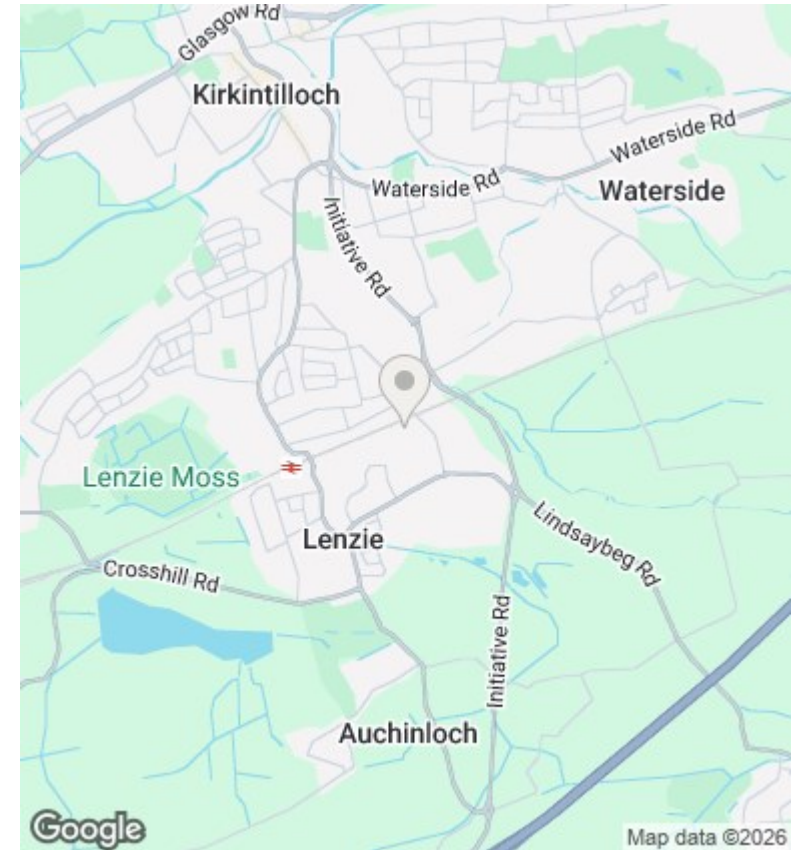 Glasgow Rd
Kirkintilloch
Waterside Rd
Waterside Rd
Waterside
Initiative Rd
Lenzie Moss
Lenzie
Lindsaybeg Rd
Crosshill Rd
Initiative Rd
Auchinloch
Google
Map data ©2026